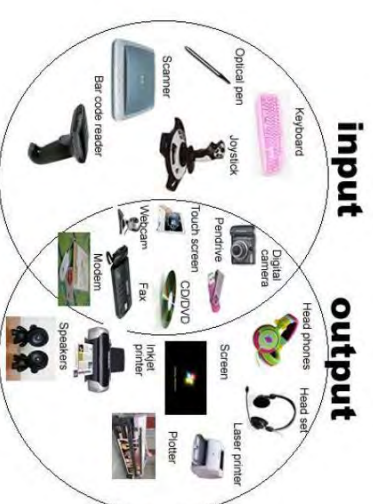 input
output
Keyboard
Optical pen
Scanner
Joystick
Bar code reader
Digital
camera
Pendrive
Touch screen
Webcam
CD/DVD
Fax
Modem
Head phones
Head set
Screen
Laser printer
Inkjet
printer
Plotter
Speakers